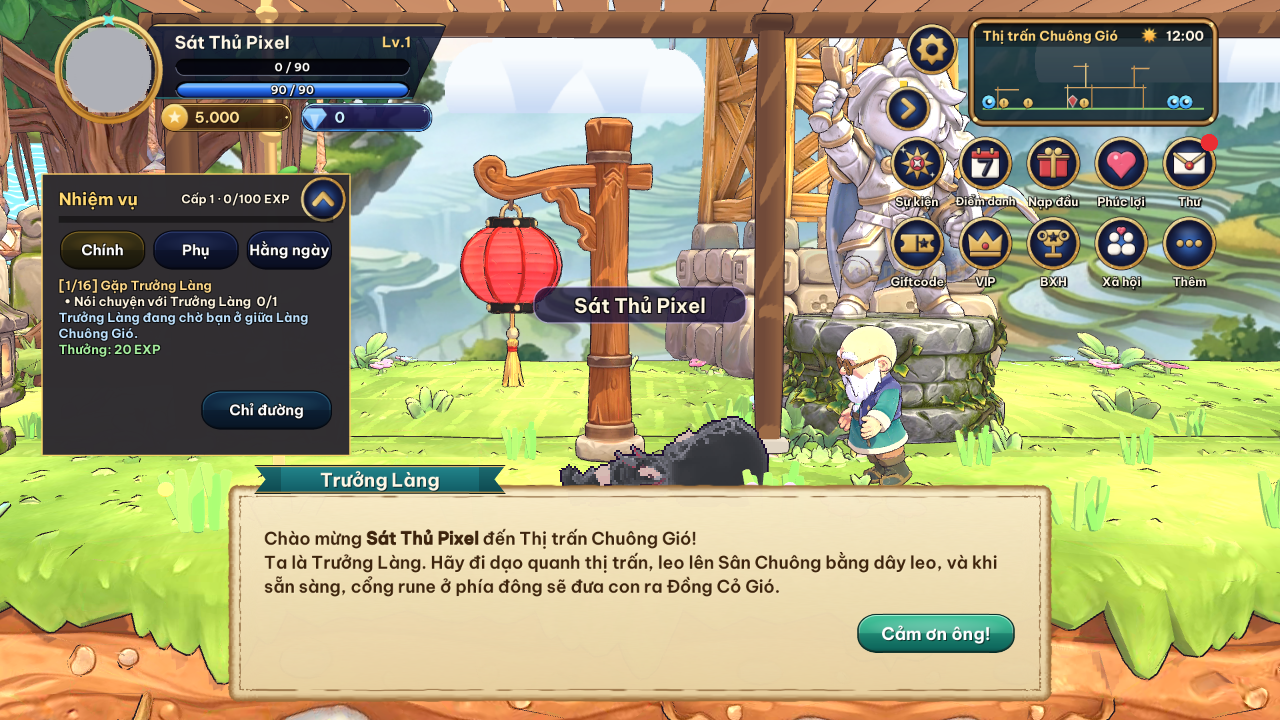 Sát Thủ Pixel
Lv.1
0 / 90
90 / 90
5.000
0
Thị trấn Chuông Gió
12:00
7
Sự kiện
Điểm danh
Nạp đầu
Phúc lợi
Thư
Giftcode
VIP
BXH
Xã hội
Thêm
Nhiệm vụ
Cấp 1 · 0/100 EXP
Chính
Phụ
Hằng ngày
[1/16] Gặp Trưởng Làng
• Nói chuyện với Trưởng Làng 0/1
Trưởng Làng đang chờ bạn ở giữa Làng
Chuông Gió.
Thưởng: 20 EXP
Chỉ đường
Sát Thủ Pixel
Trưởng Làng
Chào mừng Sát Thủ Pixel đến Thị trấn Chuông Gió!
Ta là Trưởng Làng. Hãy đi dạo quanh thị trấn, leo lên Sân Chuông bằng dây leo, và khi
sẵn sàng, cổng rune ở phía đông sẽ đưa con ra Đồng Cỏ Gió.
Cảm ơn ông!